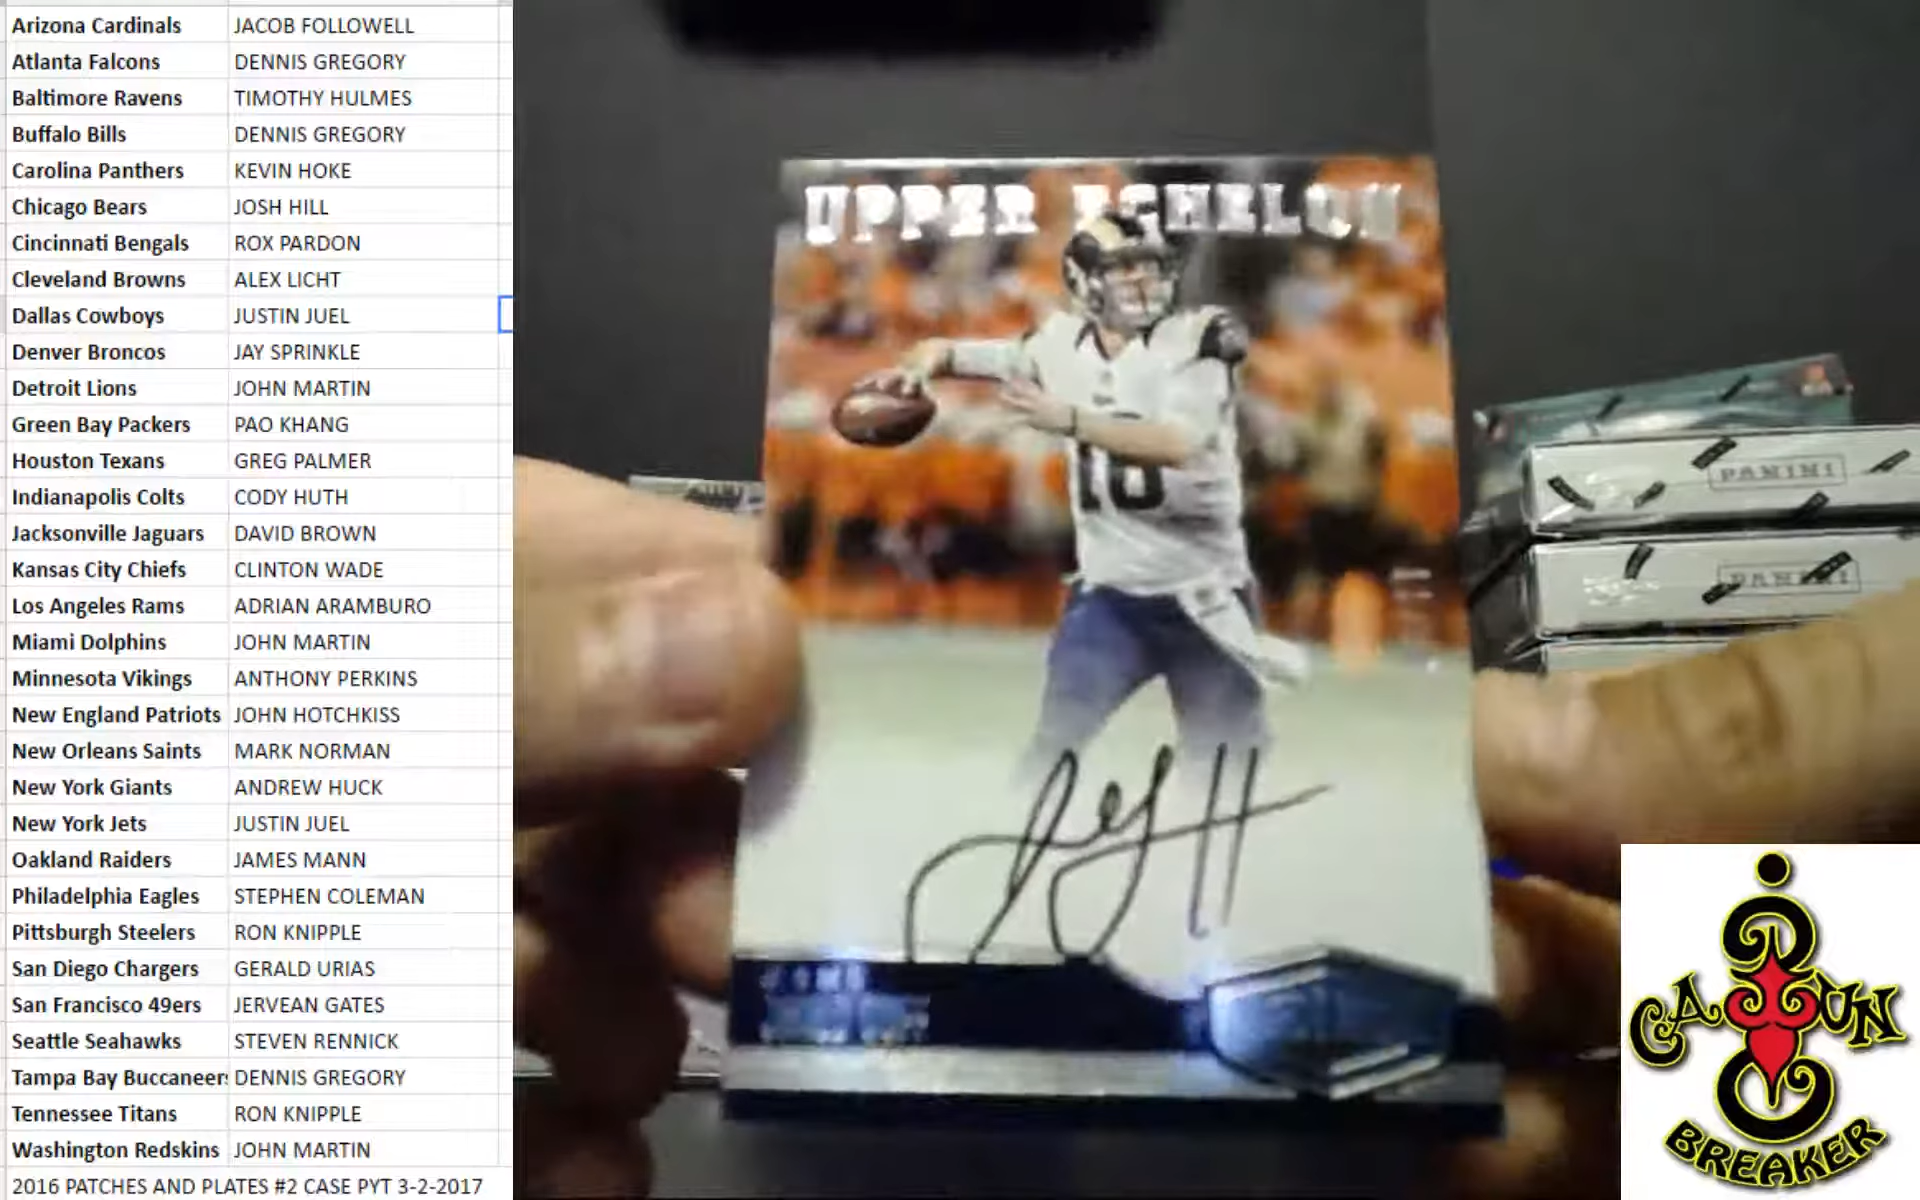 Arizona Cardinals JACOB FOLLOWELL
Atlanta Falcons DENNIS GREGORY
Baltimore Ravens TIMOTHY HULMES
Buffalo Bills DENNIS GREGORY
Carolina Panthers KEVIN HOKE
Chicago Bears JOSH HILL
Cincinnati Bengals ROX PARDON
Cleveland Browns ALEX LICHT
Dallas Cowboys JUSTIN JUEL
Denver Broncos JAY SPRINKLE
Detroit Lions JOHN MARTIN
Green Bay Packers PAO KHANG
Houston Texans GREG PALMER
Indianapolis Colts CODY HUTH
Jacksonville Jaguars DAVID BROWN
Kansas City Chiefs CLINTON WADE
Los Angeles Rams ADRIAN ARAMBURO
Miami Dolphins JOHN MARTIN
Minnesota Vikings ANTHONY PERKINS
New England Patriots JOHN HOTCHKISS
New Orleans Saints MARK NORMAN
New York Giants ANDREW HUCK
New York Jets JUSTIN JUEL
Oakland Raiders JAMES MANN
Philadelphia Eagles STEPHEN COLEMAN
Pittsburgh Steelers RON KNIPPLE
San Diego Chargers GERALD URIAS
San Francisco 49ers JERVEAN GATES
Seattle Seahawks STEVEN RENNICK
Tampa Bay Buccaneers DENNIS GREGORY
Tennessee Titans RON KNIPPLE
Washington Redskins JOHN MARTIN
2016 PATCHES AND PLATES #2 CASE PYT 3-2-2017
UPPER ECHELON
16
PANINI
PANINI
CAJUN
BREAKER